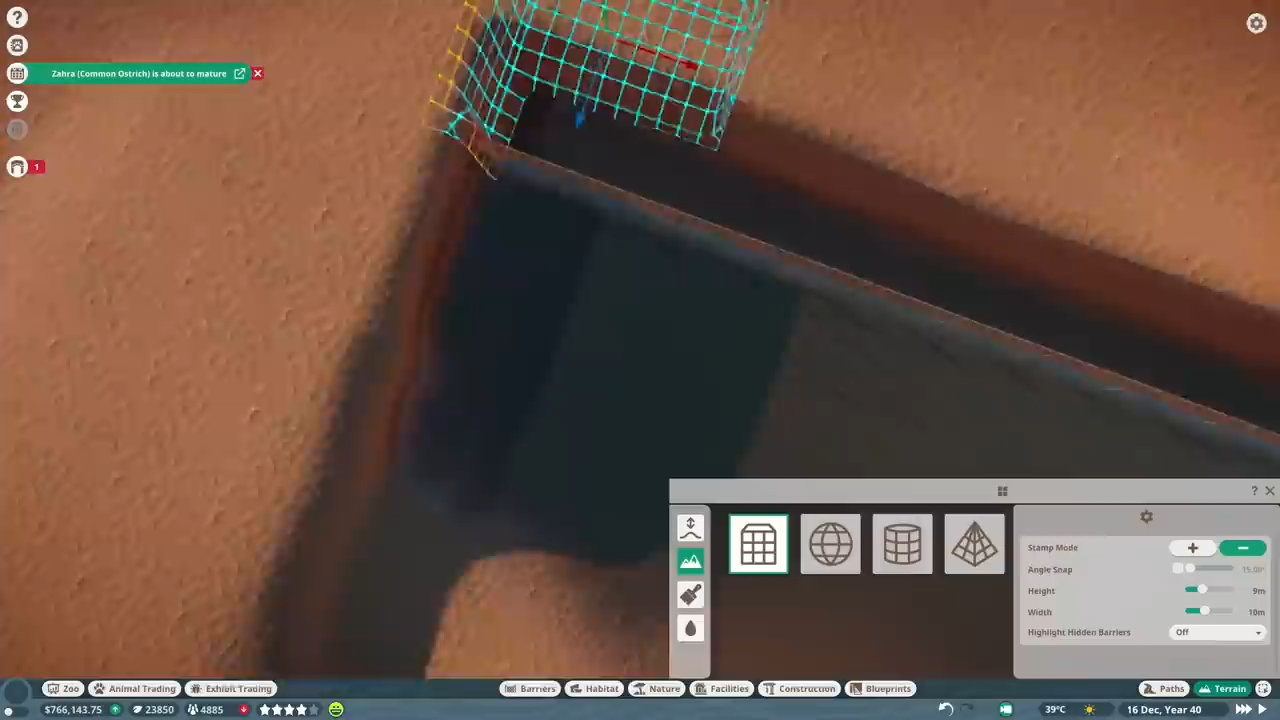 ?
Zahra (Common Ostrich) is about to mature
1
?
Stamp Mode
Angle Snap 15.00°
Height 9m
Width 10m
Highlight Hidden Barriers Off
Zoo Animal Trading Exhibit Trading Barriers Habitat Nature Facilities Construction Blueprints Paths Terrain
$766,143.75 23850 4885 39°C 16 Dec, Year 40